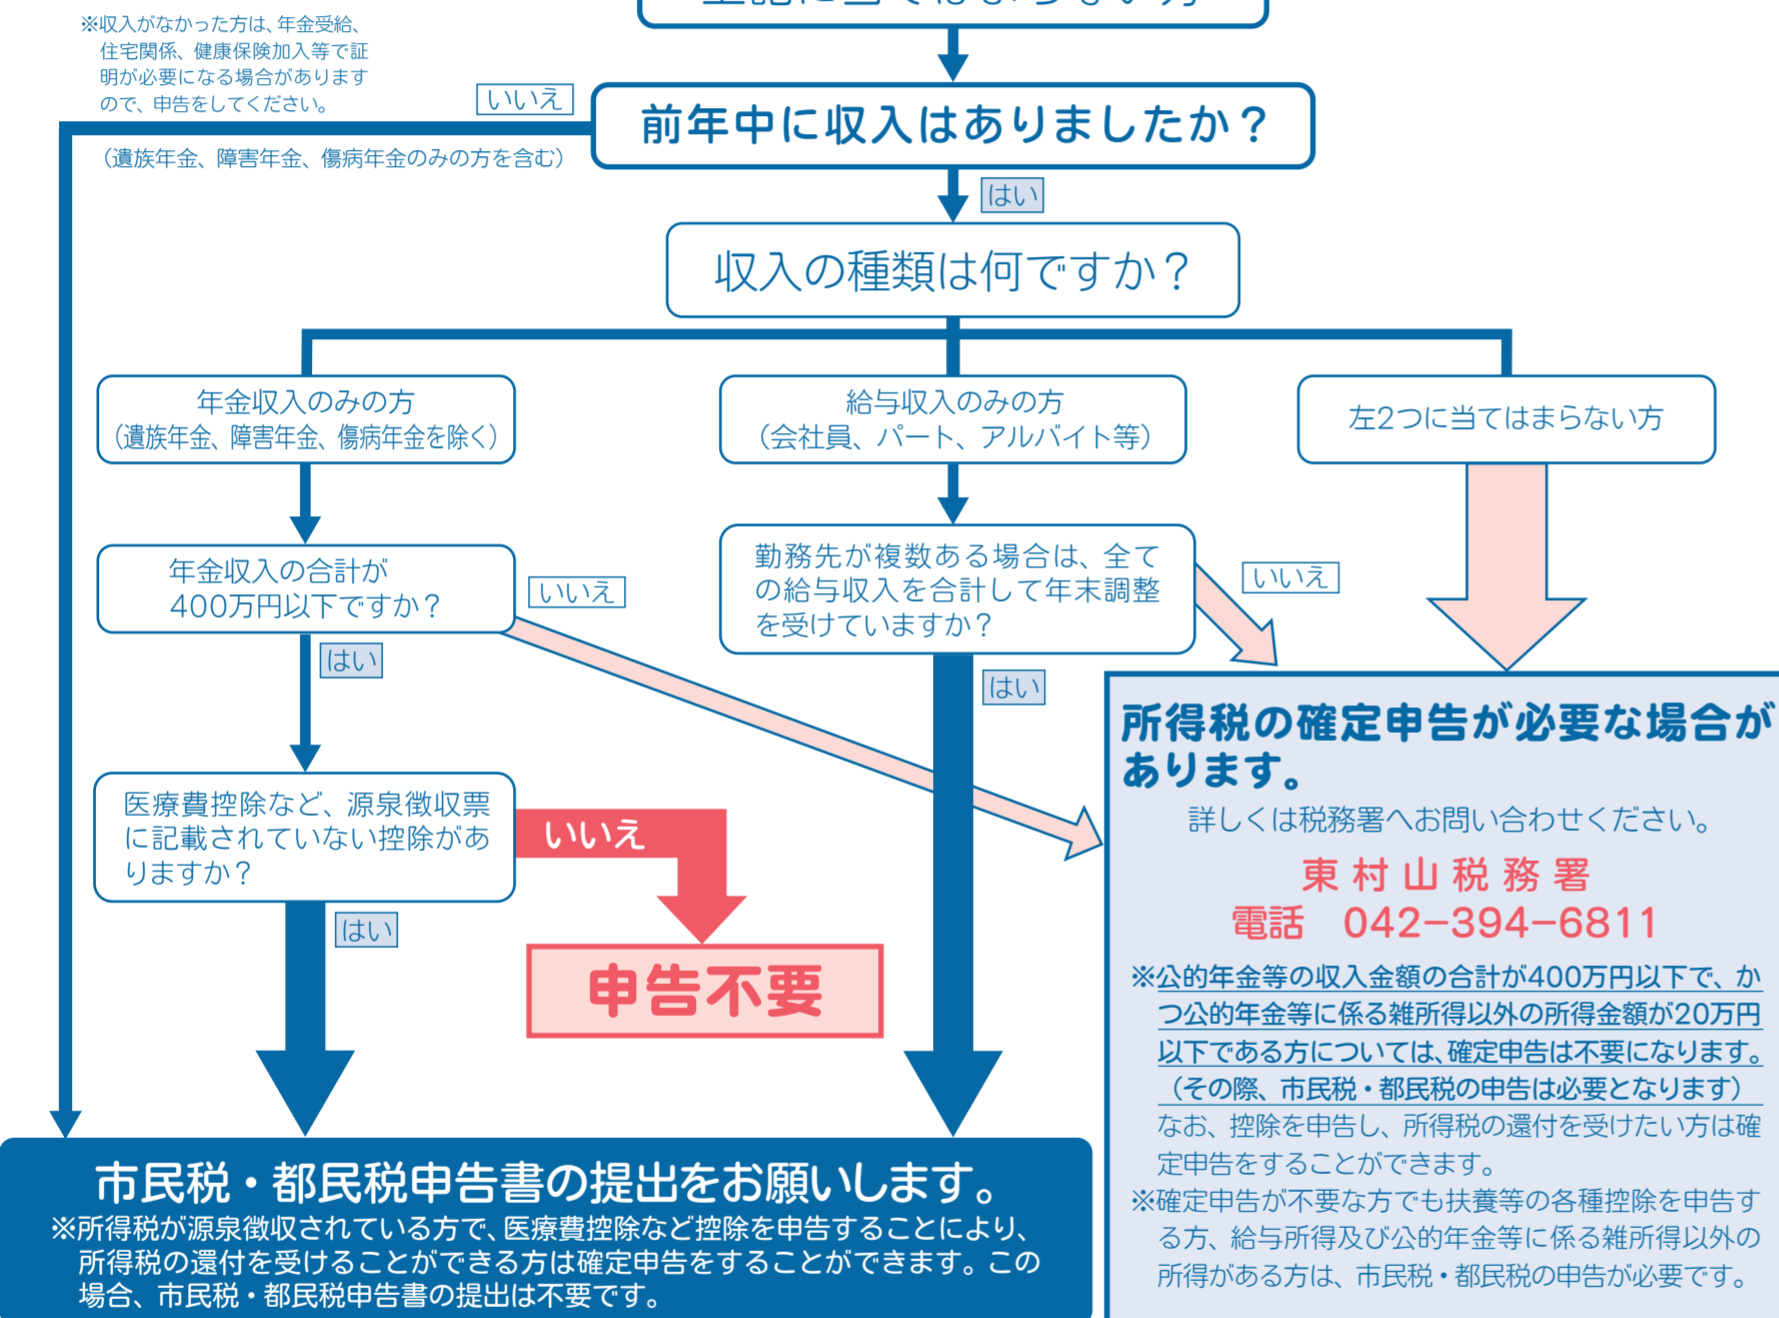 ※収入がなかった方は、年金受給、
住宅関係、健康保険加入等で証
明が必要になる場合があります
ので、申告をしてください。
いいえ
前年中に収入はありましたか？
（遺族年金、障害年金、傷病年金のみの方を含む）
はい
収入の種類は何ですか？
年金収入のみの方
（遺族年金、障害年金、傷病年金を除く）
給与収入のみの方
（会社員、パート、アルバイト等）
左2つに当てはまらない方
年金収入の合計が
400万円以下ですか？
いいえ
はい
勤務先が複数ある場合は、全て
の給与収入を合計して年末調整
を受けていますか？
いいえ
はい
医療費控除など、源泉徴収票
に記載されていない控除があ
りますか？
いいえ
はい
申告不要
所得税の確定申告が必要な場合が
あります。
詳しくは税務署へお問い合わせください。
東村山税務署
電話　042−394−6811
※公的年金等の収入金額の合計が400万円以下で、か
つ公的年金等に係る雑所得以外の所得金額が20万円
以下である方については、確定申告は不要になります。
（その際、市民税・都民税の申告は必要となります）
なお、控除を申告し、所得税の還付を受けたい方は確
定申告をすることができます。
※確定申告が不要な方でも扶養等の各種控除を申告す
る方、給与所得及び公的年金等に係る雑所得以外の
所得がある方は、市民税・都民税の申告が必要です。
市民税・都民税申告書の提出をお願いします。
※所得税が源泉徴収されている方で、医療費控除など控除を申告することにより、
所得税の還付を受けることができる方は確定申告をすることができます。この
場合、市民税・都民税申告書の提出は不要です。